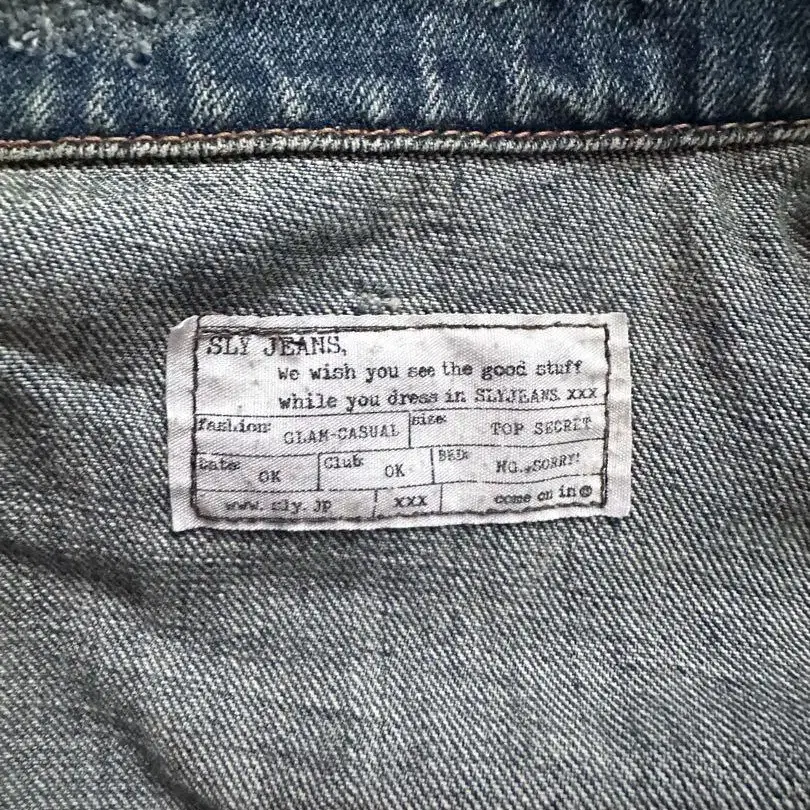 SLY JEANS,
We wish you see the good stuff
while you dress in SLYJEANS. xxx
fashion: GLAM-CASUAL size: TOP SECRET
Date: OK Club: OK BED: NG..SORRY!
www.sly.jp xxx come on in☺